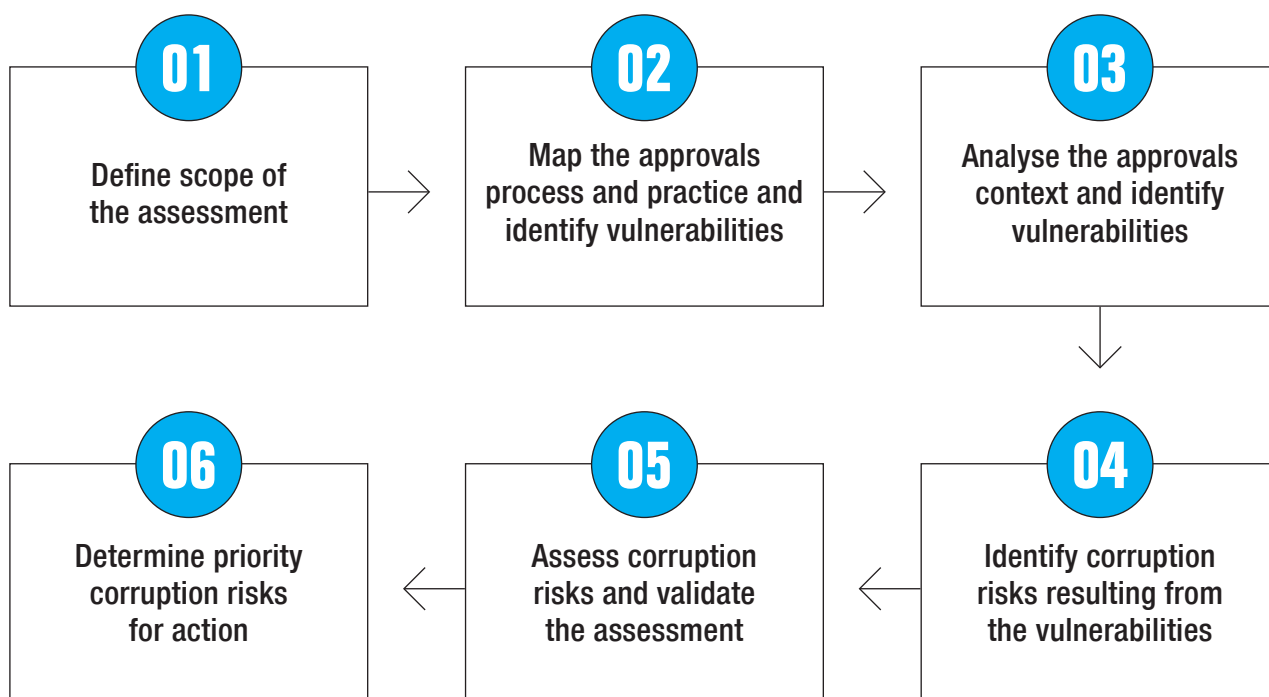 01
Define scope of
the assessment
02
Map the approvals
process and practice and
identify vulnerabilities
03
Analyse the approvals
context and identify
vulnerabilities
04
Identify corruption
risks resulting from
the vulnerabilities
05
Assess corruption
risks and validate
the assessment
06
Determine priority
corruption risks
for action